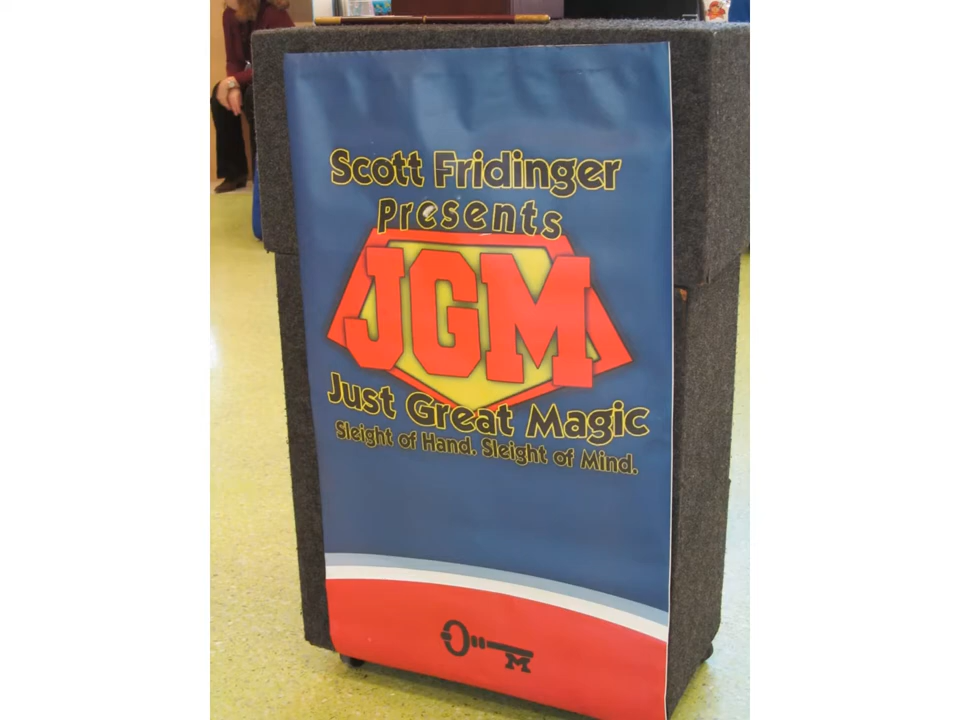 Scott Fridinger
Presents
JGM
Just Great Magic
Sleight of Hand. Sleight of Mind.
M